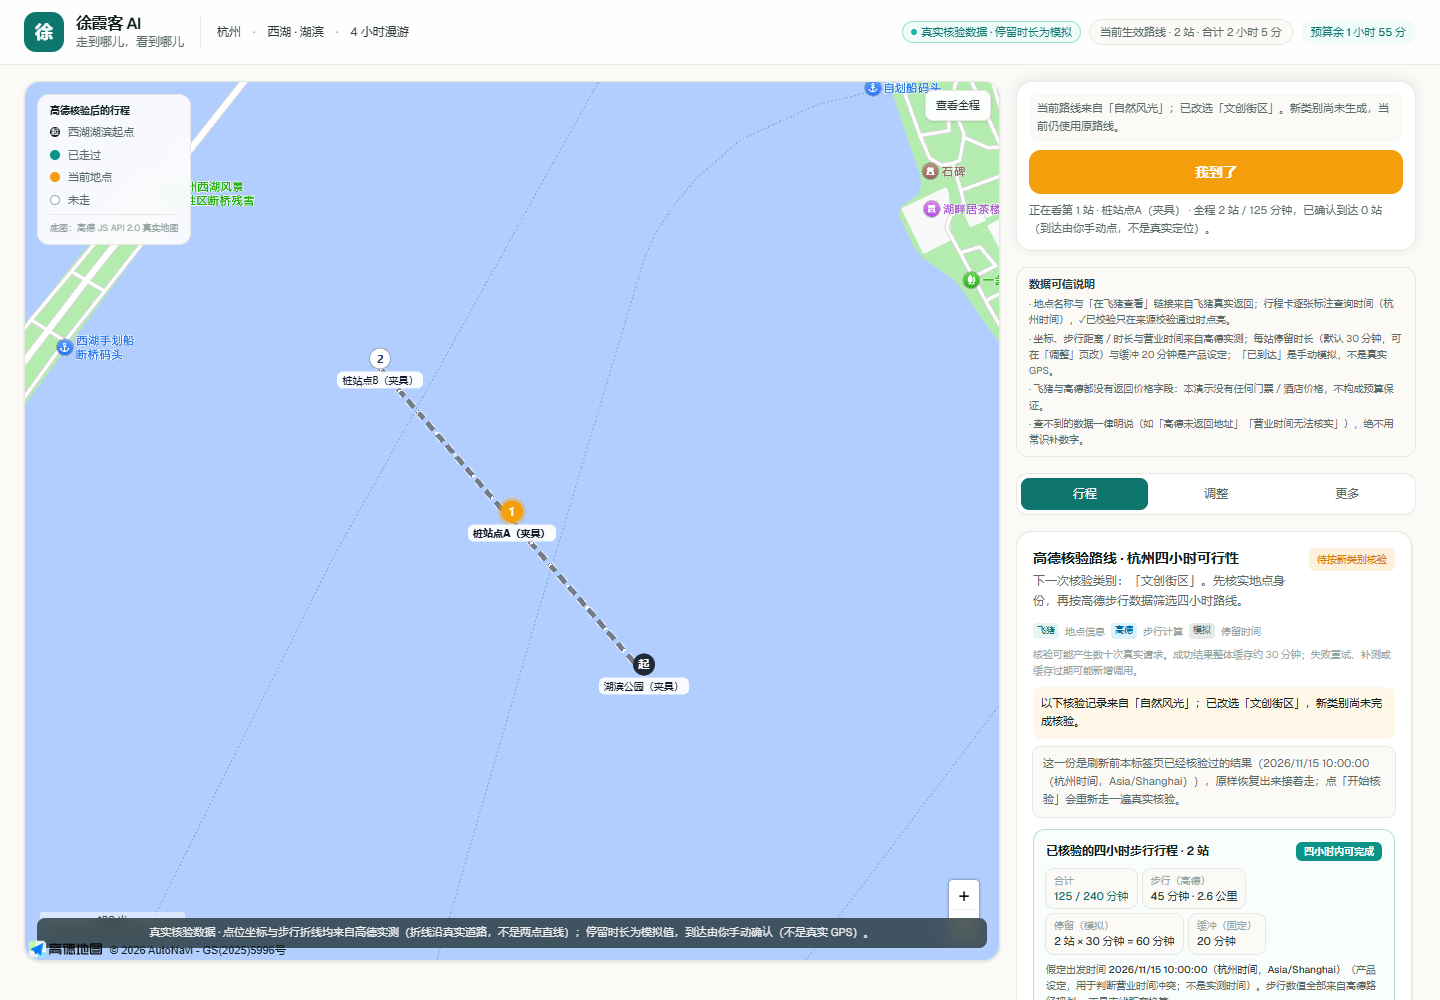 徐
徐霞客 AI
走到哪儿，看到哪儿
杭州 · 西湖·湖滨 · 4 小时漫游
真实核验数据 · 停留时长为模拟
当前生效路线 · 2 站 · 合计 2 小时 5 分
预算余 1 小时 55 分
高德核验后的行程
起 西湖湖滨起点
已走过
当前地点
未走
底图：高德 JS API 2.0 真实地图
州西湖风景
断桥残雪
自划船码头
查看全程
石碑
湖畔居茶楼
西湖手划船
断桥码头
2
桩站点B（夹具）
1
桩站点A（夹具）
起
湖滨公园（夹具）
+
真实核验数据 · 点位坐标与步行折线均来自高德实测（折线沿真实道路，不是两点直线）；停留时长为模拟值，到达由你手动确认（不是真实 GPS）。
高德地图 © 2026 AutoNavi - GS(2025)5996号
当前路线来自「自然风光」；已改选「文创街区」。新类别尚未生成，当
前仍使用原路线。
我到了
正在看第 1 站 · 桩站点A（夹具） · 全程 2 站 / 125 分钟，已确认到达 0 站
（到达由你手动点，不是真实定位）。
数据可信说明
· 地点名称与「在飞猪查看」链接来自飞猪真实返回；行程卡逐张标注查询时间（杭
州时间），✓已校验只在来源校验通过时点亮。
· 坐标、步行距离 / 时长与营业时间来自高德实测；每站停留时长（默认 30 分钟，可
在「调整」页改）与缓冲 20 分钟是产品设定；「已到达」是手动模拟，不是真实
GPS。
· 飞猪与高德都没有返回价格字段：本演示没有任何门票 / 酒店价格，不构成预算保
证。
· 查不到的数据一律明说（如「高德未返回地址」「营业时间无法核实」），绝不用
常识补数字。
行程
调整
更多
高德核验路线 · 杭州四小时可行性
待按新类别核验
下一次核验类别：「文创街区」。先核实地点身
份，再按高德步行数据筛选四小时路线。
飞猪 地点信息 高德 步行计算 模拟 停留时间
核验可能产生数十次真实请求。成功结果整体缓存约 30 分钟；失败重试、补测或
缓存过期可能新增调用。
以下核验记录来自「自然风光」；已改选「文创街区」，新类别尚未完
成核验。
这一份是刷新前本标签页已经核验过的结果（2026/11/15 10:00:00
（杭州时间，Asia/Shanghai）），原样恢复出来接着走；点「开始核
验」会重新走一遍真实核验。
已核验的四小时步行行程 · 2 站
四小时内可完成
合计
125 / 240 分钟
步行（高德）
45 分钟 · 2.6 公里
停留（模拟）
2 站 × 30 分钟 = 60 分钟
缓冲（固定）
20 分钟
假定出发时间 2026/11/15 10:00:00（杭州时间，Asia/Shanghai）（产品
设定，用于判断营业时间冲突；不是实测时间）。步行数值全部来自高德路